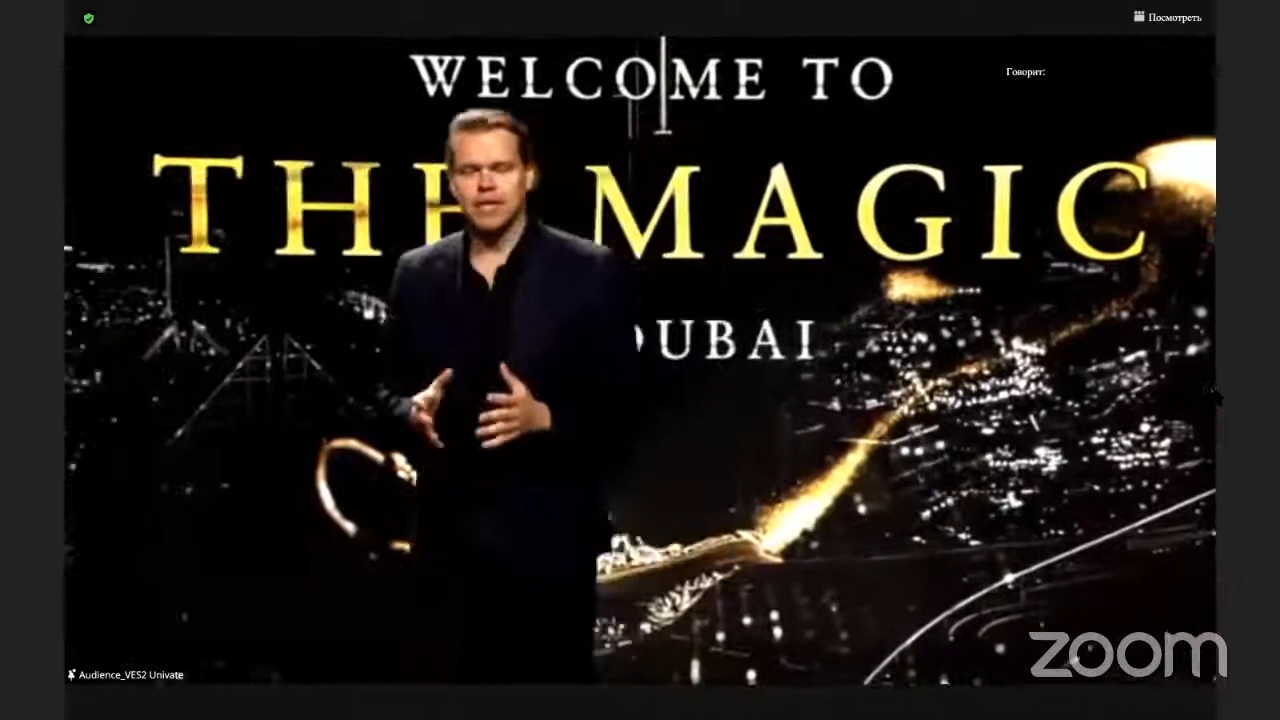 Посмотреть
WELCOME TO
Говорит:
THE MAGIC
DUBAI
Audience_VES2 Univate
zoom